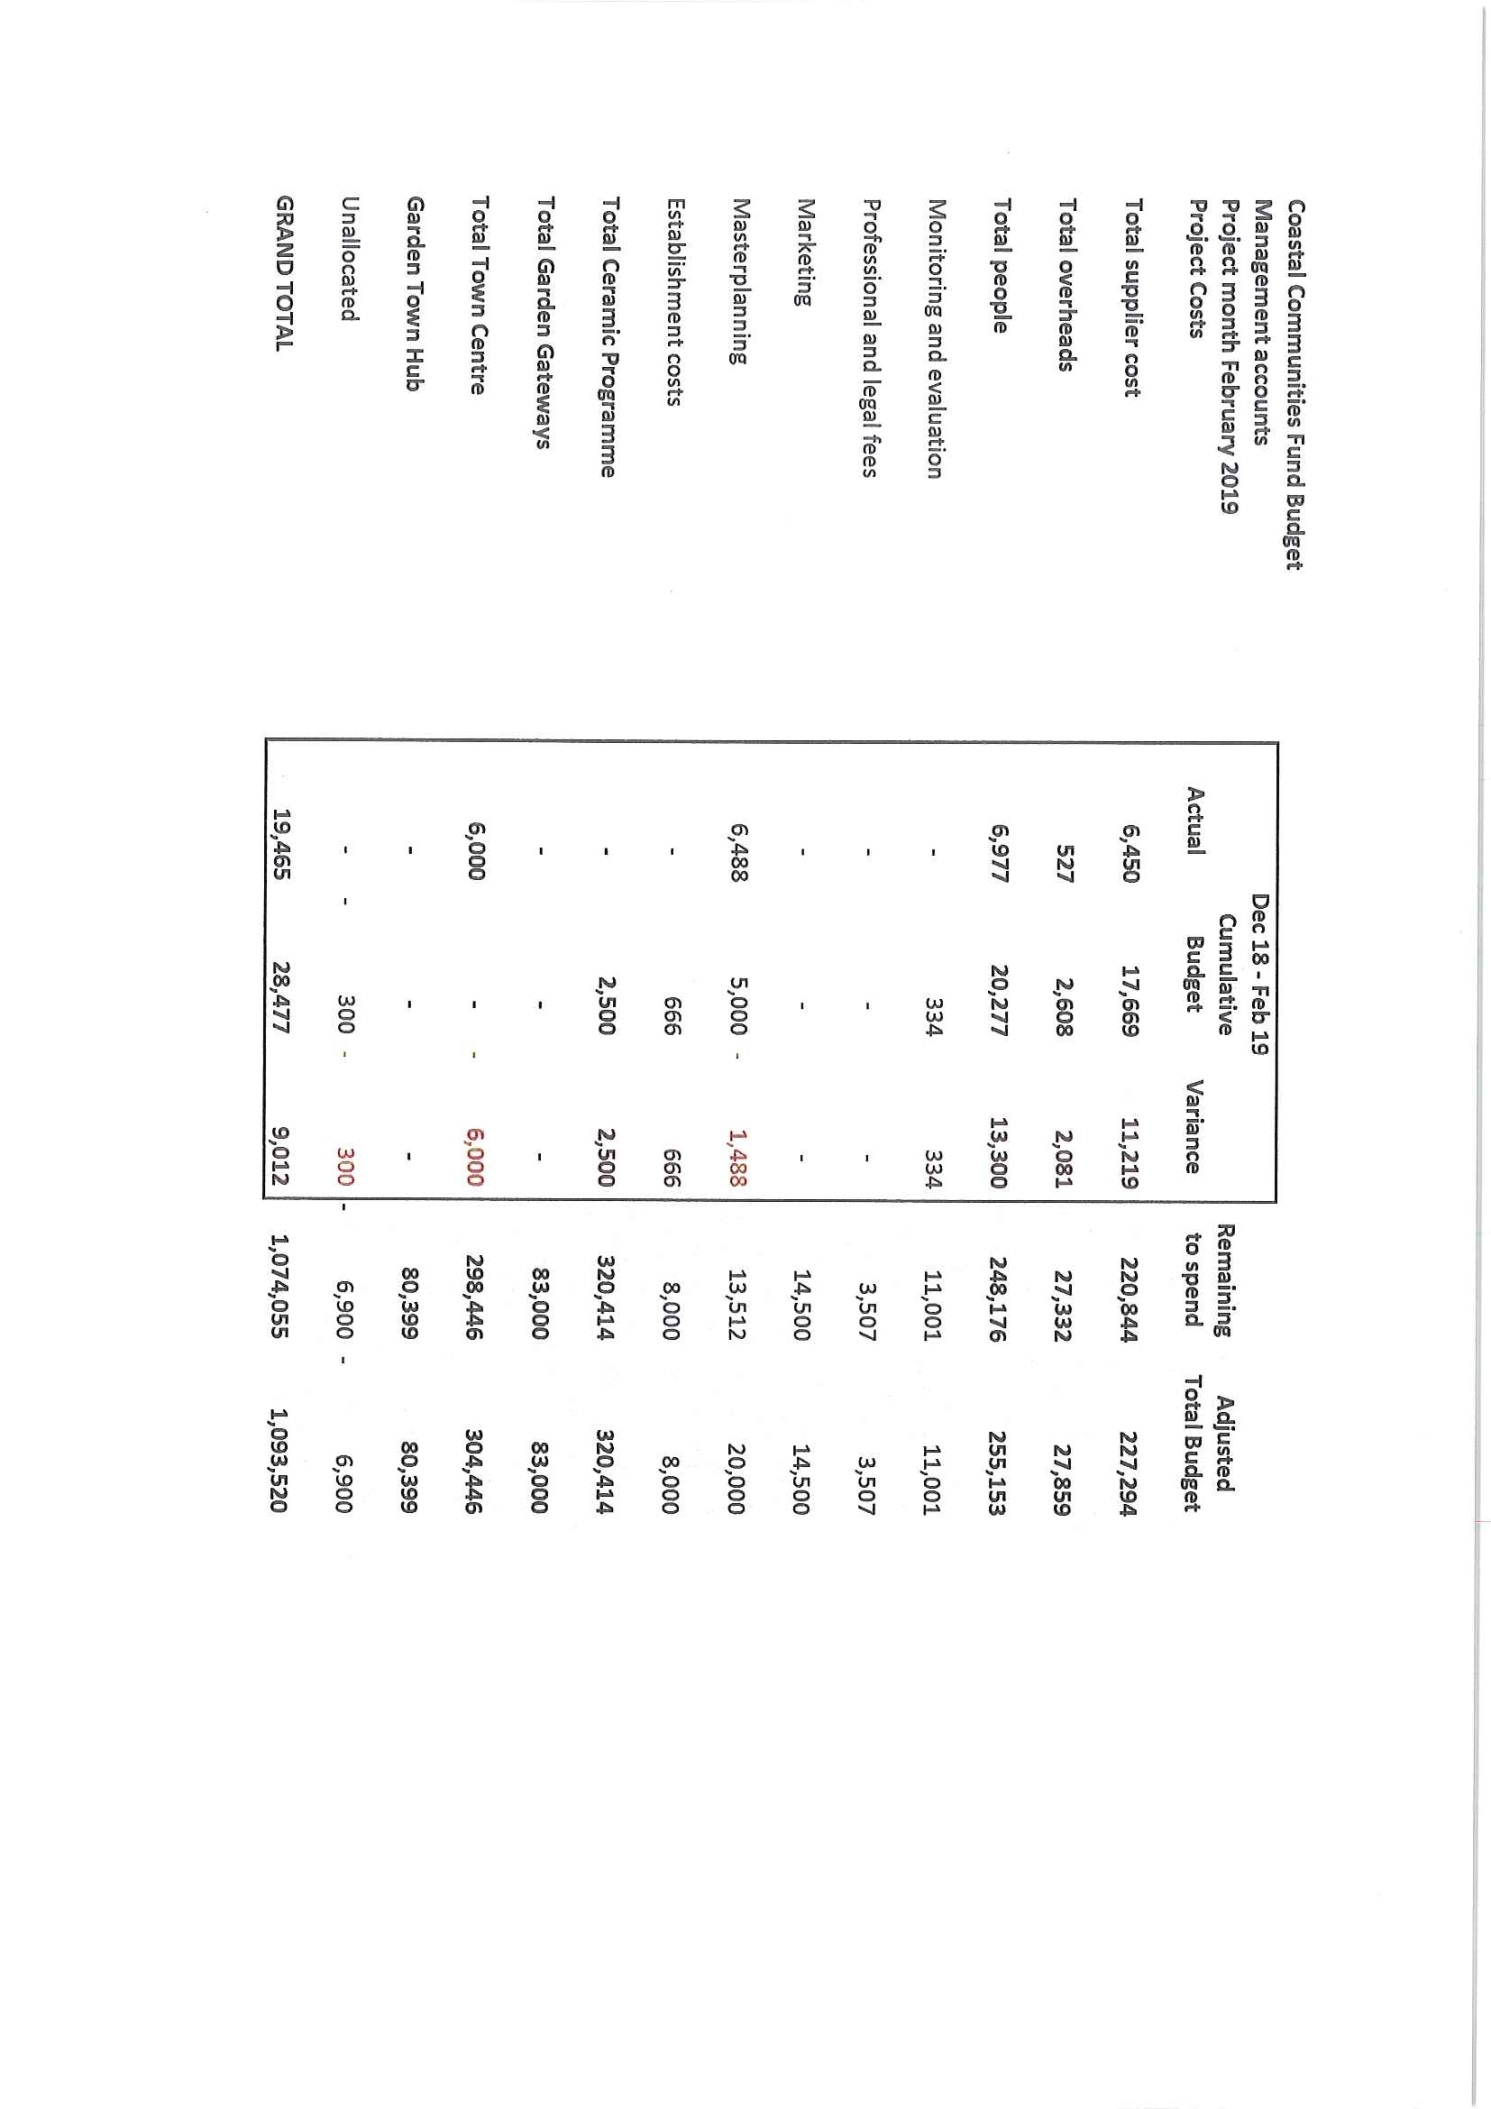 Coastal Communities Fund Budget
Management accounts Dec 18 - Feb 19
Project month February 2019 Cumulative Remaining Adjusted
Project Costs Actual Budget Variance to spend Total Budget
Total supplier cost 6,450 17,669 11,219 220,844 227,294
Total overheads 527 2,608 2,081 27,332 27,859
Total people 6,977 20,277 13,300 248,176 255,153
Monitoring and evaluation - 334 334 11,001 11,001
Professional and legal fees - - - 3,507 3,507
Marketing - - - 14,500 14,500
Masterplanning 6,488 5,000 - 1,488 13,512 20,000
Establishment costs - 666 666 8,000 8,000
Total Ceramic Programme - 2,500 2,500 320,414 320,414
Total Garden Gateways - - - 83,000 83,000
Total Town Centre 6,000 - - 6,000 298,446 304,446
Garden Town Hub - - - 80,399 80,399
Unallocated - - 300 - 300 - 6,900 - 6,900
GRAND TOTAL 19,465 28,477 9,012 1,074,055 1,093,520